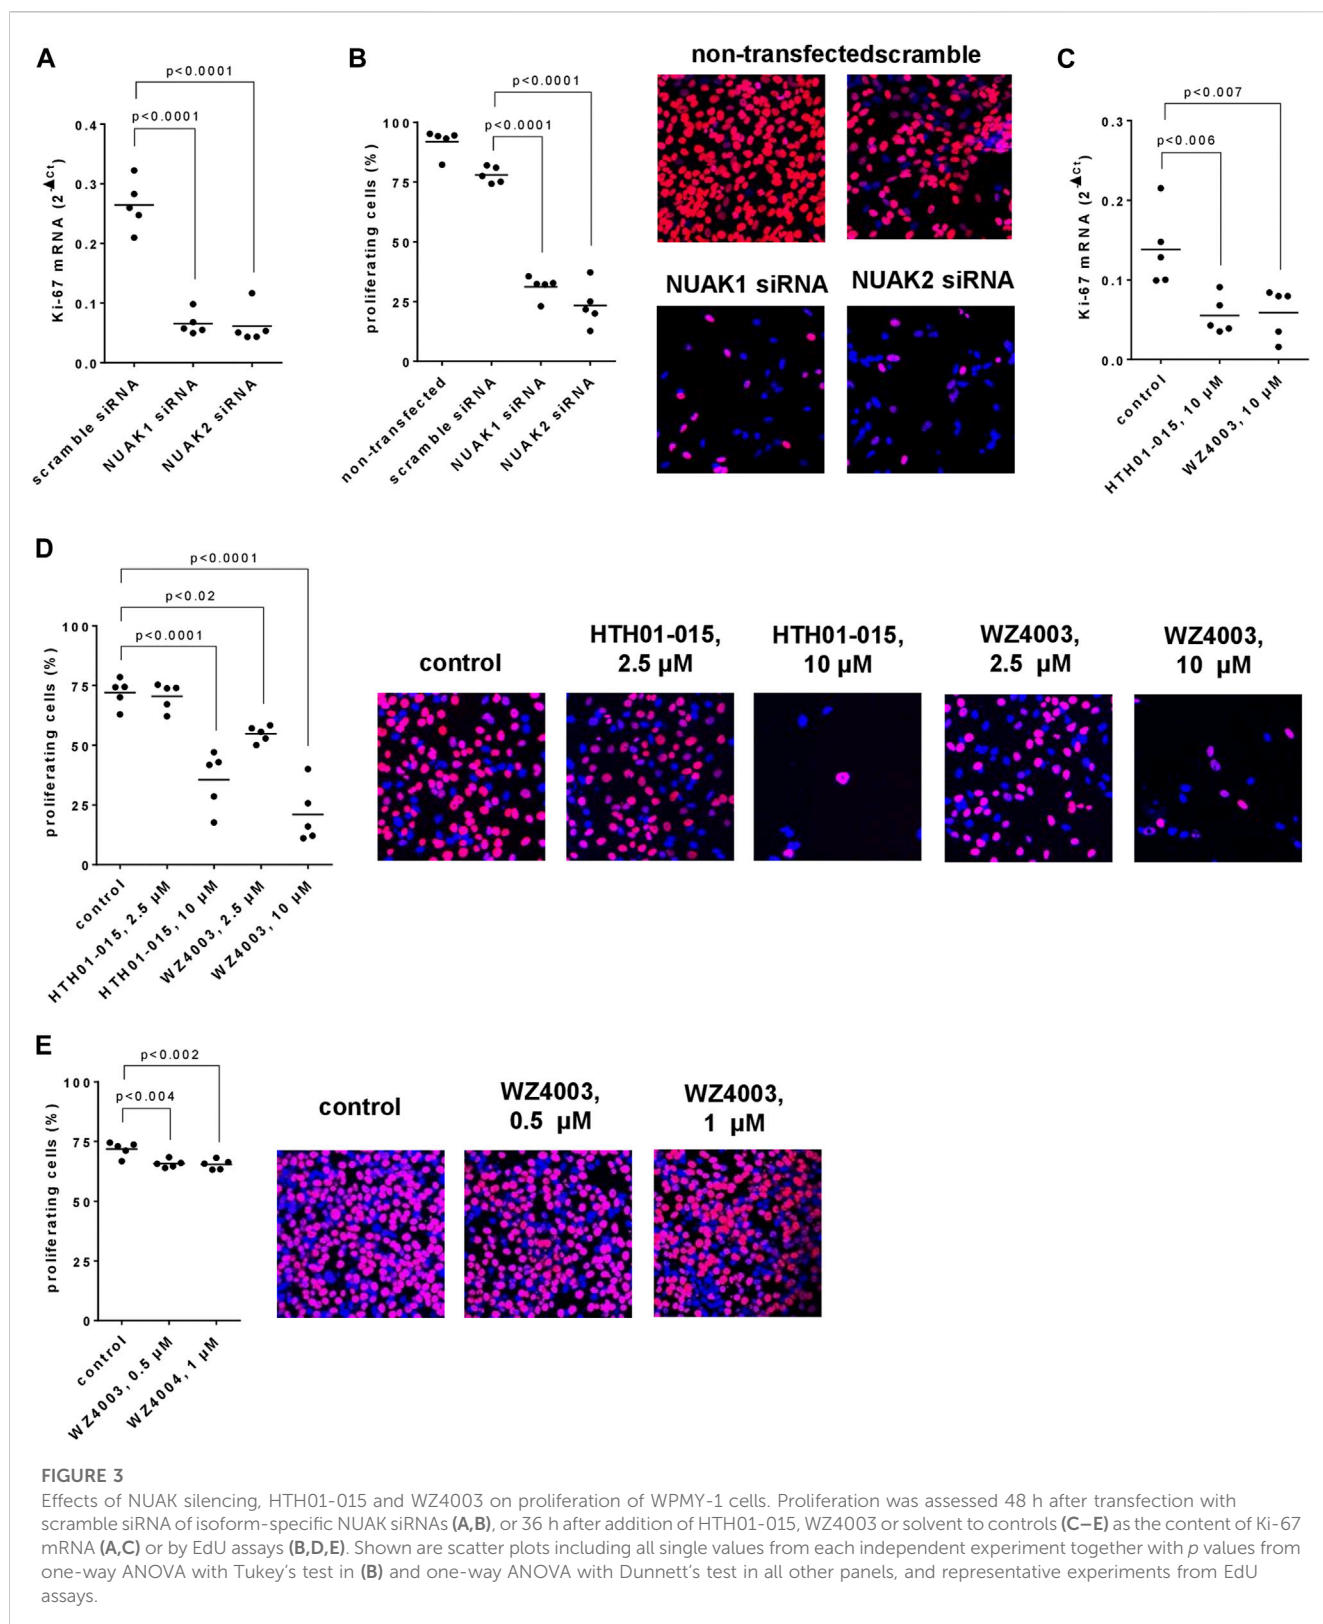 A
p<0.0001
p<0.0001
Ki-67 mRNA (2-▲Ct)
0.4
0.3
0.2
0.1
0.0
scramble siRNA
NUAK1 siRNA
NUAK2 siRNA
B
p<0.0001
p<0.0001
proliferating cells (%)
100
75
50
25
0
non-transfected
scramble siRNA
NUAK1 siRNA
NUAK2 siRNA
non-transfectedscramble
NUAK1 siRNA
NUAK2 siRNA
C
p<0.007
p<0.006
Ki-67 mRNA (2-▲Ct)
0.3
0.2
0.1
0.0
control
HTH01-015, 10 µM
WZ4003, 10 µM
D
p<0.0001
p<0.02
p<0.0001
proliferating cells (%)
100
75
50
25
0
control
HTH01-015, 2.5 µM
HTH01-015, 10 µM
WZ4003, 2.5 µM
WZ4003, 10 µM
control
HTH01-015,
2.5 µM
HTH01-015,
10 µM
WZ4003,
2.5 µM
WZ4003,
10 µM
E
p<0.002
p<0.004
proliferating cells (%)
100
75
50
25
0
control
WZ4003, 0.5 µM
WZ4004, 1 µM
control
WZ4003,
0.5 µM
WZ4003,
1 µM
FIGURE 3
Effects of NUAK silencing, HTH01-015 and WZ4003 on proliferation of WPMY-1 cells. Proliferation was assessed 48 h after transfection with
scramble siRNA of isoform-specific NUAK siRNAs (A,B), or 36 h after addition of HTH01-015, WZ4003 or solvent to controls (C–E) as the content of Ki-67
mRNA (A,C) or by EdU assays (B,D,E). Shown are scatter plots including all single values from each independent experiment together with p values from
one-way ANOVA with Tukey's test in (B) and one-way ANOVA with Dunnett's test in all other panels, and representative experiments from EdU
assays.